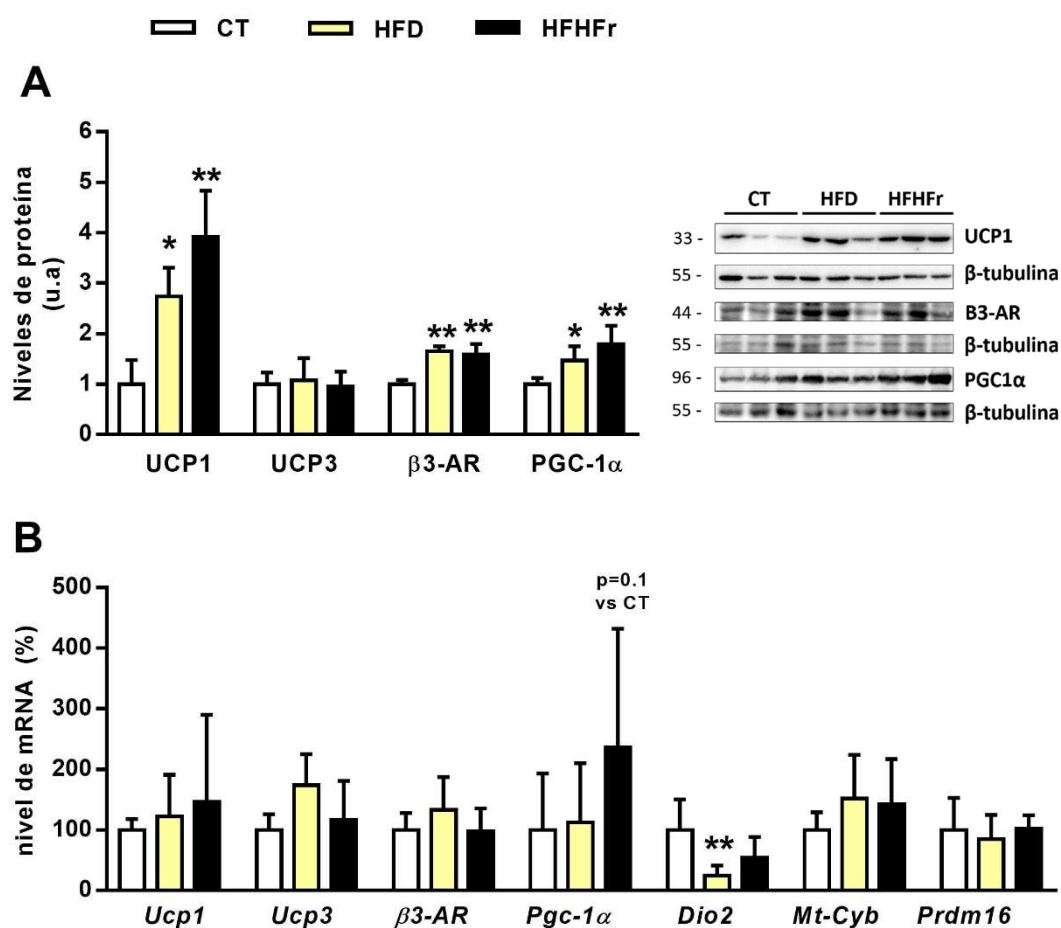 CT HFD HFHFr
A
Niveles de proteína
(u.a)
6
5
4
3
2
1
0
* ** ** ** * **
UCP1 UCP3 β3-AR PGC-1α
CT HFD HFHFr
33 - UCP1
55 - β-tubulina
44 - B3-AR
55 - β-tubulina
96 - PGC1α
55 - β-tubulina
B
nivel de mRNA (%)
500
400
300
200
100
0
p=0.1
vs CT
**
Ucp1 Ucp3 β3-AR Pgc-1α Dio2 Mt-Cyb Prdm16